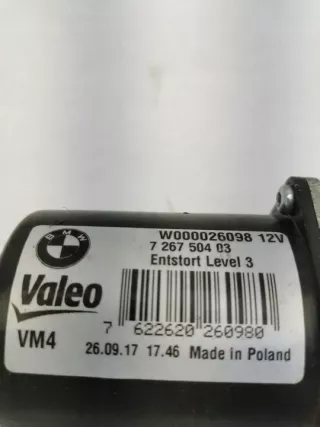 BMW
W000026098 12V
7 267 504 03
Entstort Level 3
Valeo
7 622620 260980
VM4
26.09.17 17.46 Made in Poland